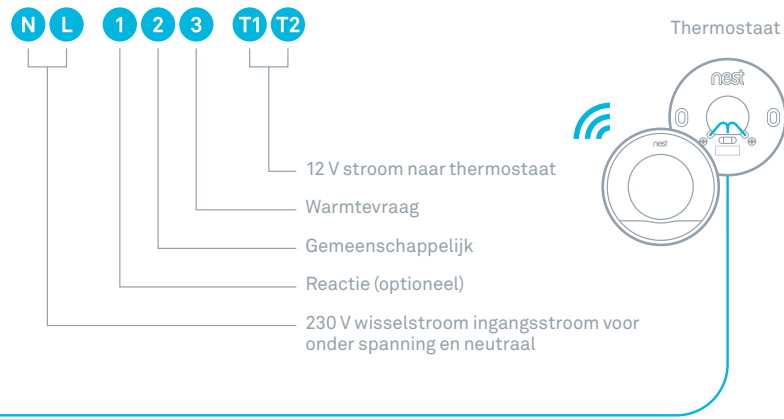 N L 1 2 3 T1 T2
Thermostaat
nest
nest
12 V stroom naar thermostaat
Warmtevraag
Gemeenschappelijk
Reactie (optioneel)
230 V wisselstroom ingangsstroom voor
onder spanning en neutraal